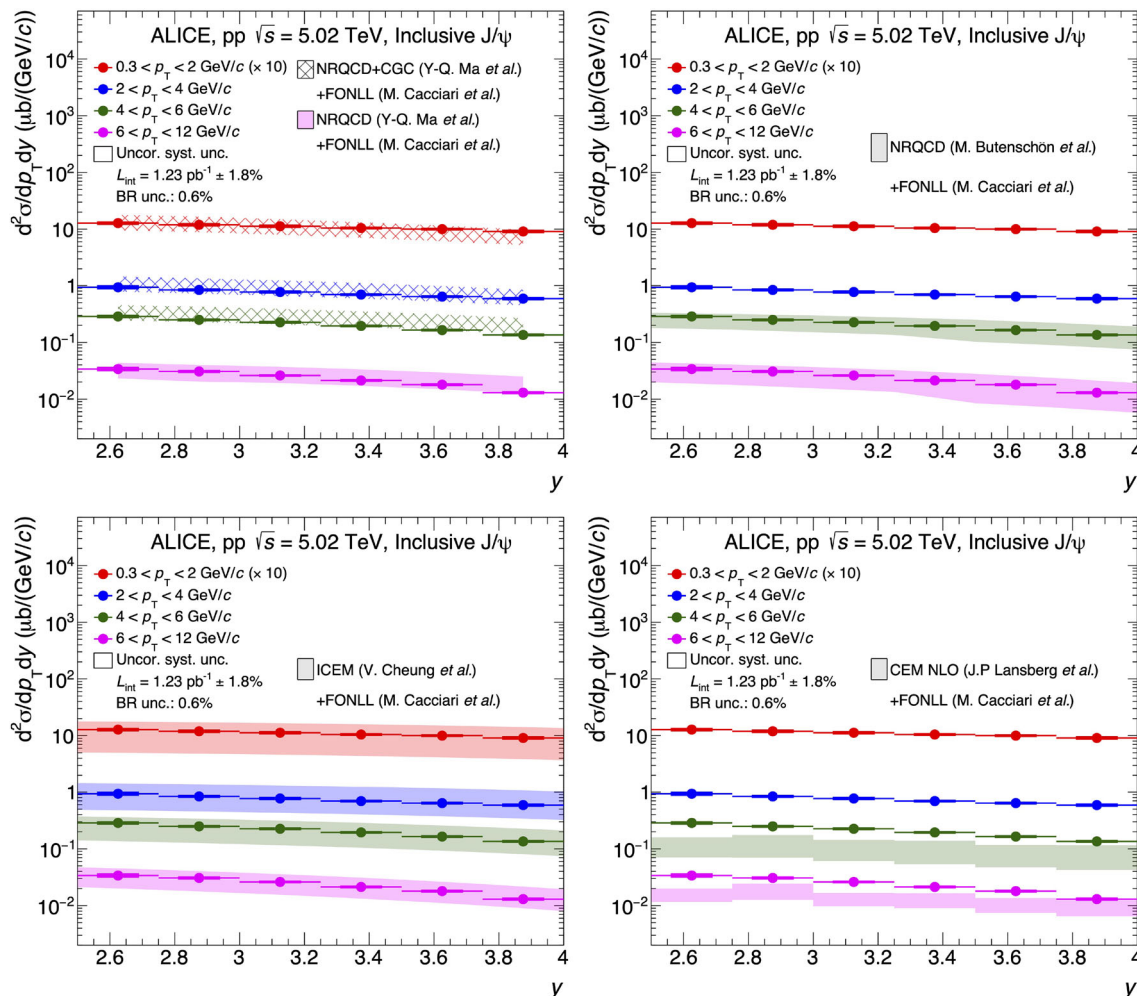 ALICE, pp √s = 5.02 TeV, Inclusive J/ψ
0.3 < pT < 2 GeV/c (× 10)
2 < pT < 4 GeV/c
4 < pT < 6 GeV/c
6 < pT < 12 GeV/c
Uncor. syst. unc.
Lint = 1.23 pb⁻¹ ± 1.8%
BR unc.: 0.6%
NRQCD+CGC (Y-Q. Ma et al.)
+FONLL (M. Cacciari et al.)
NRQCD (Y-Q. Ma et al.)
+FONLL (M. Cacciari et al.)
d²σ/dpTdy (μb/(GeV/c))
10⁴
10³
10²
10
1
10⁻¹
10⁻²
2.6 2.8 3 3.2 3.4 3.6 3.8 4
y
ALICE, pp √s = 5.02 TeV, Inclusive J/ψ
0.3 < pT < 2 GeV/c (× 10)
2 < pT < 4 GeV/c
4 < pT < 6 GeV/c
6 < pT < 12 GeV/c
Uncor. syst. unc.
Lint = 1.23 pb⁻¹ ± 1.8%
BR unc.: 0.6%
NRQCD (M. Butenschön et al.)
+FONLL (M. Cacciari et al.)
d²σ/dpTdy (μb/(GeV/c))
10⁴
10³
10²
10
1
10⁻¹
10⁻²
2.6 2.8 3 3.2 3.4 3.6 3.8 4
y
ALICE, pp √s = 5.02 TeV, Inclusive J/ψ
0.3 < pT < 2 GeV/c (× 10)
2 < pT < 4 GeV/c
4 < pT < 6 GeV/c
6 < pT < 12 GeV/c
Uncor. syst. unc.
Lint = 1.23 pb⁻¹ ± 1.8%
BR unc.: 0.6%
ICEM (V. Cheung et al.)
+FONLL (M. Cacciari et al.)
d²σ/dpTdy (μb/(GeV/c))
10⁴
10³
10²
10
1
10⁻¹
10⁻²
2.6 2.8 3 3.2 3.4 3.6 3.8 4
y
ALICE, pp √s = 5.02 TeV, Inclusive J/ψ
0.3 < pT < 2 GeV/c (× 10)
2 < pT < 4 GeV/c
4 < pT < 6 GeV/c
6 < pT < 12 GeV/c
Uncor. syst. unc.
Lint = 1.23 pb⁻¹ ± 1.8%
BR unc.: 0.6%
CEM NLO (J.P Lansberg et al.)
+FONLL (M. Cacciari et al.)
d²σ/dpTdy (μb/(GeV/c))
10⁴
10³
10²
10
1
10⁻¹
10⁻²
2.6 2.8 3 3.2 3.4 3.6 3.8 4
y